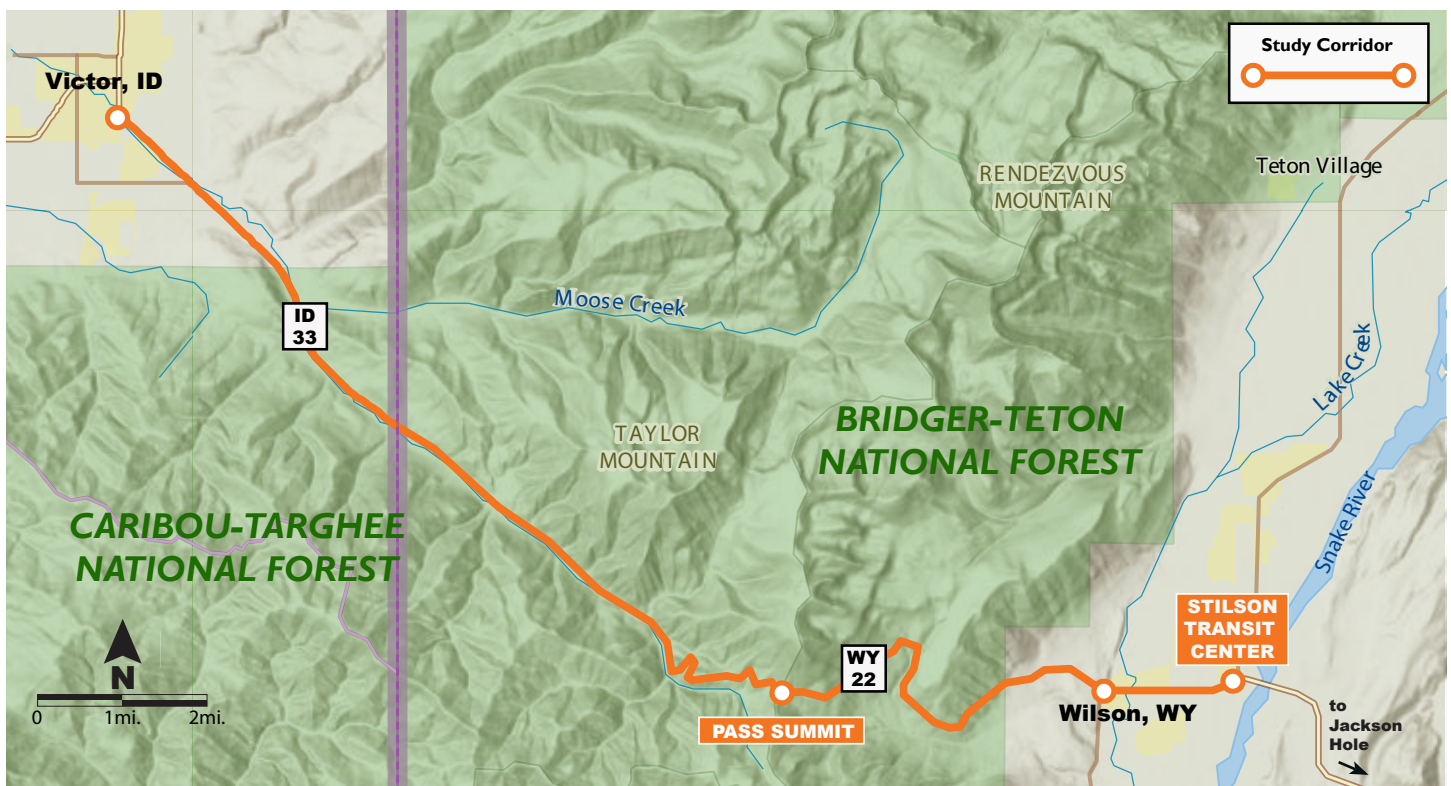 Study Corridor
Victor, ID
Teton Village
RENDEZVOUS
MOUNTAIN
Moose Creek
ID
33
Lake Creek
BRIDGER-TETON
NATIONAL FOREST
TAYLOR
MOUNTAIN
Snake River
CARIBOU-TARGHEE
NATIONAL FOREST
STILSON
TRANSIT
CENTER
WY
22
N
0 1mi. 2mi.
PASS SUMMIT
Wilson, WY
to
Jackson
Hole